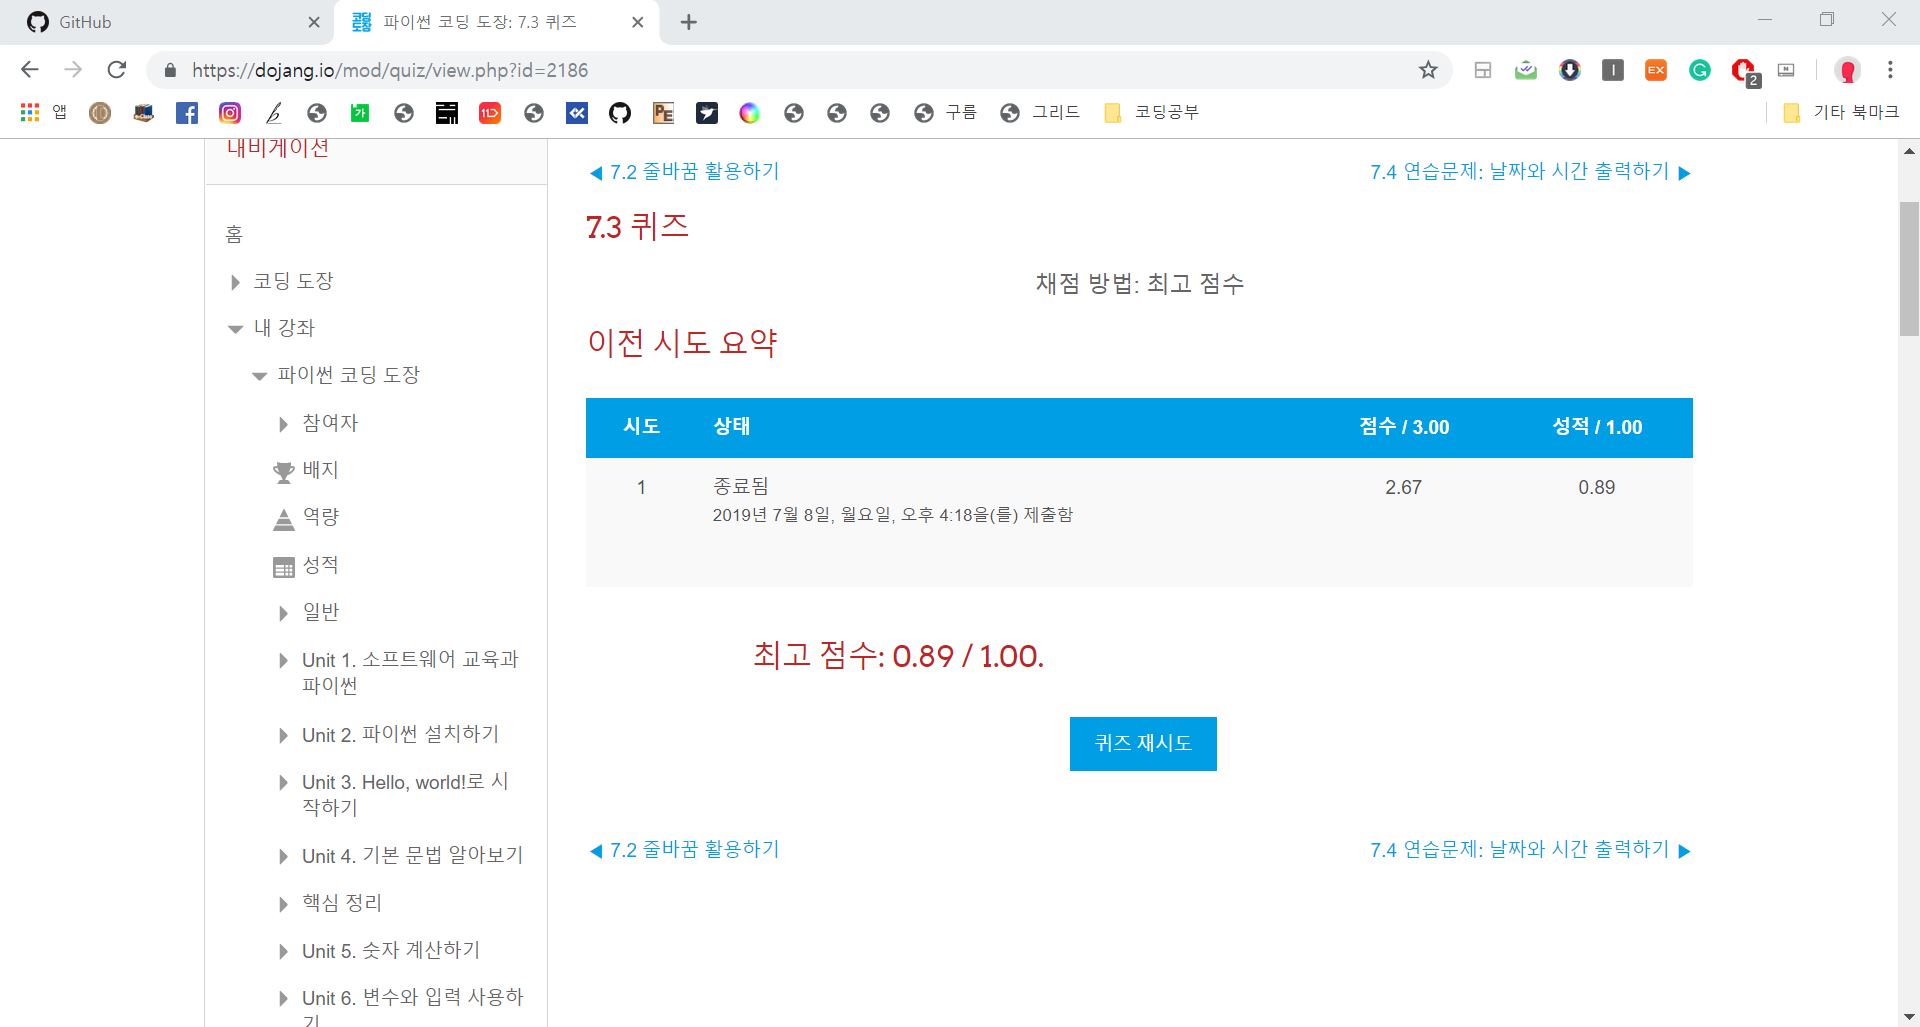 GitHub
파이썬 코딩 도장: 7.3 퀴즈
https://dojang.io/mod/quiz/view.php?id=2186
앱
구름
그리드
코딩공부
기타 북마크
내비게이션
홈
코딩 도장
내 강좌
파이썬 코딩 도장
참여자
배지
역량
성적
일반
Unit 1. 소프트웨어 교육과
파이썬
Unit 2. 파이썬 설치하기
Unit 3. Hello, world!로 시
작하기
Unit 4. 기본 문법 알아보기
핵심 정리
Unit 5. 숫자 계산하기
Unit 6. 변수와 입력 사용하
기
◀ 7.2 줄바꿈 활용하기
7.4 연습문제: 날짜와 시간 출력하기 ▶
7.3 퀴즈
채점 방법: 최고 점수
이전 시도 요약
시도 상태 점수 / 3.00 성적 / 1.00
1 종료됨 2.67 0.89
2019년 7월 8일, 월요일, 오후 4:18을(를) 제출함
최고 점수: 0.89 / 1.00.
퀴즈 재시도
◀ 7.2 줄바꿈 활용하기
7.4 연습문제: 날짜와 시간 출력하기 ▶